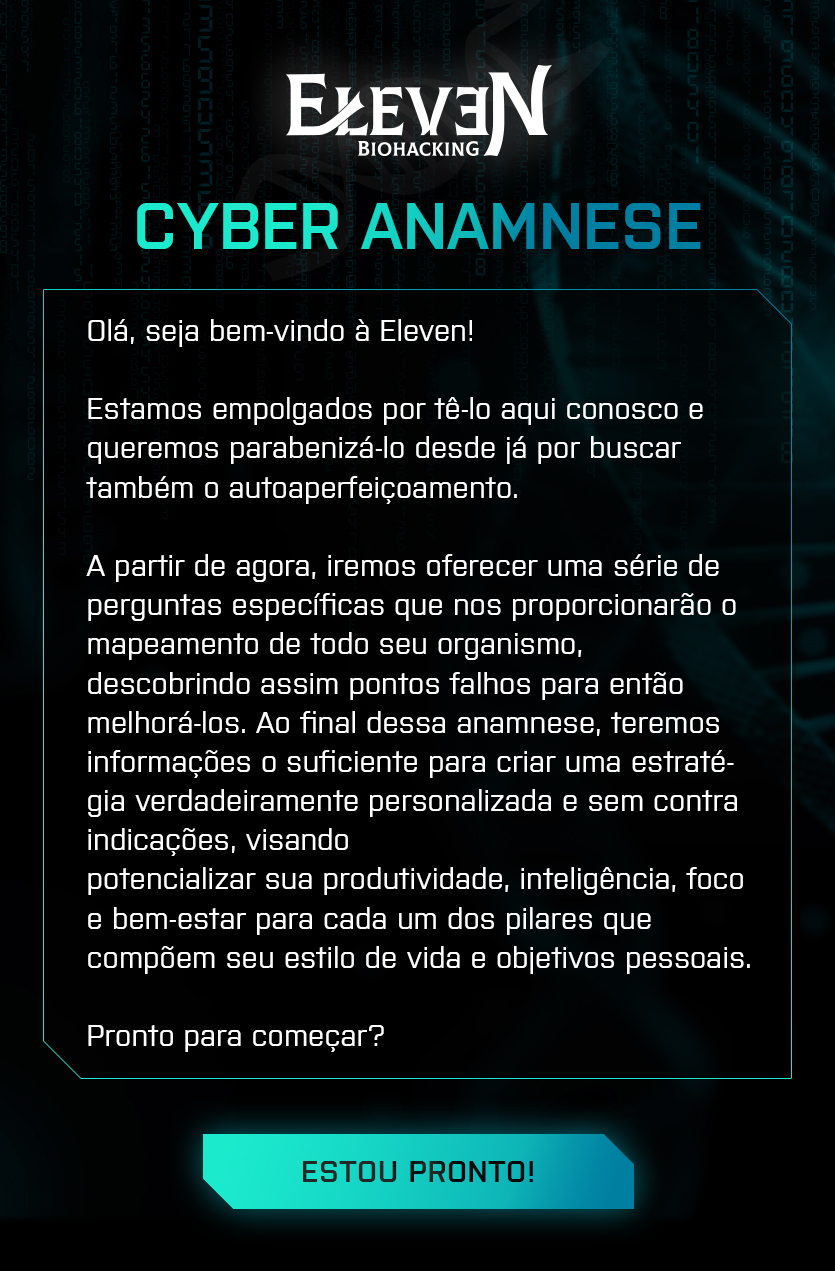 ELEVEN
BIOHACKING
CYBER ANAMNESE
Olá, seja bem-vindo à Eleven!
Estamos empolgados por tê-lo aqui conosco e
queremos parabenizá-lo desde já por buscar
também o autoaperfeiçoamento.
A partir de agora, iremos oferecer uma série de
perguntas específicas que nos proporcionarão o
mapeamento de todo seu organismo,
descobrindo assim pontos falhos para então
melhorá-los. Ao final dessa anamnese, teremos
informações o suficiente para criar uma estraté-
gia verdadeiramente personalizada e sem contra
indicações, visando
potencializar sua produtividade, inteligência, foco
e bem-estar para cada um dos pilares que
compõem seu estilo de vida e objetivos pessoais.
Pronto para começar?
ESTOU PRONTO!